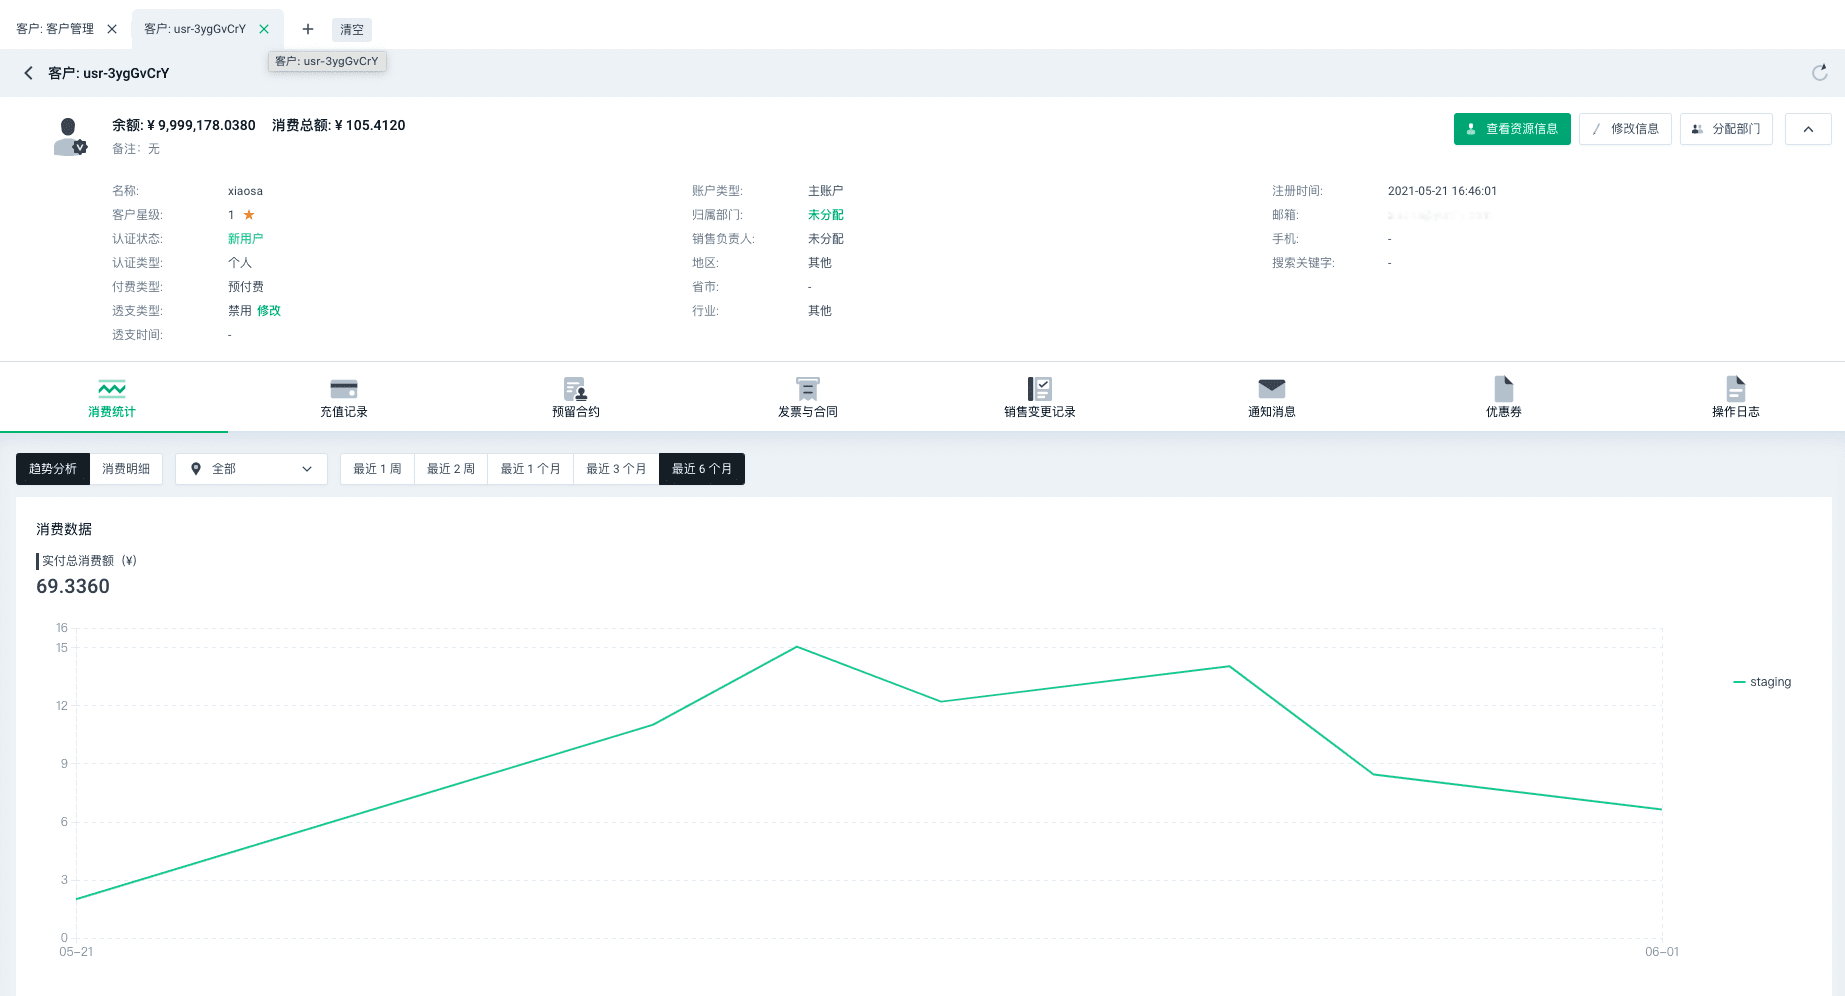 客户: 客户管理
客户: usr-3ygGvCrY
清空
客户: usr-3ygGvCrY
客户: usr-3ygGvCrY
余额: ¥ 9,999,178.0380 消费总额: ¥ 105.4120
备注: 无
查看资源信息
修改信息
分配部门
名称: xiaosa
客户星级: 1
认证状态: 新用户
认证类型: 个人
付费类型: 预付费
透支类型: 禁用 修改
透支时间: -
账户类型: 主账户
归属部门: 未分配
销售负责人: 未分配
地区: 其他
省市: -
行业: 其他
注册时间: 2021-05-21 16:46:01
邮箱:
手机: -
搜索关键字: -
消费统计
充值记录
预留合约
发票与合同
销售变更记录
通知消息
优惠券
操作日志
趋势分析
消费明细
全部
最近 1 周
最近 2 周
最近 1 个月
最近 3 个月
最近 6 个月
消费数据
实付总消费额（¥）
69.3360
16
15
12
9
6
3
0
05-21
06-01
staging